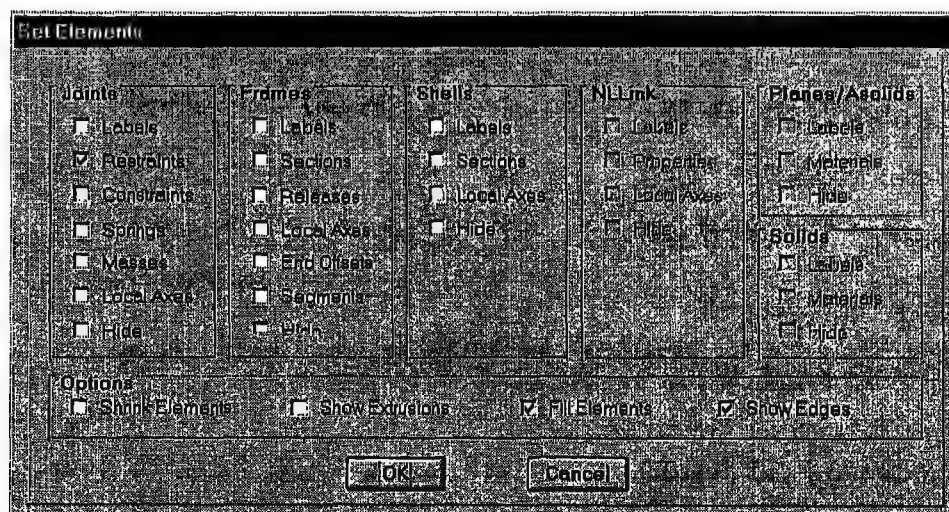 Set Elements
Joints
Labels
Restraints
Constraints
Springs
Masses
Local Axes
Hide
Frames
Labels
Sections
Releases
Local Axes
End Offsets
Segments
Hide
Shells
Labels
Sections
Local Axes
Hide
NLLink
Labels
Properties
Local Axes
Hide
Planes/Asolids
Labels
Materials
Hide
Solids
Labels
Materials
Hide
Options
Shrink Elements
Show Extrusions
Fill Elements
Show Edges
OK
Cancel